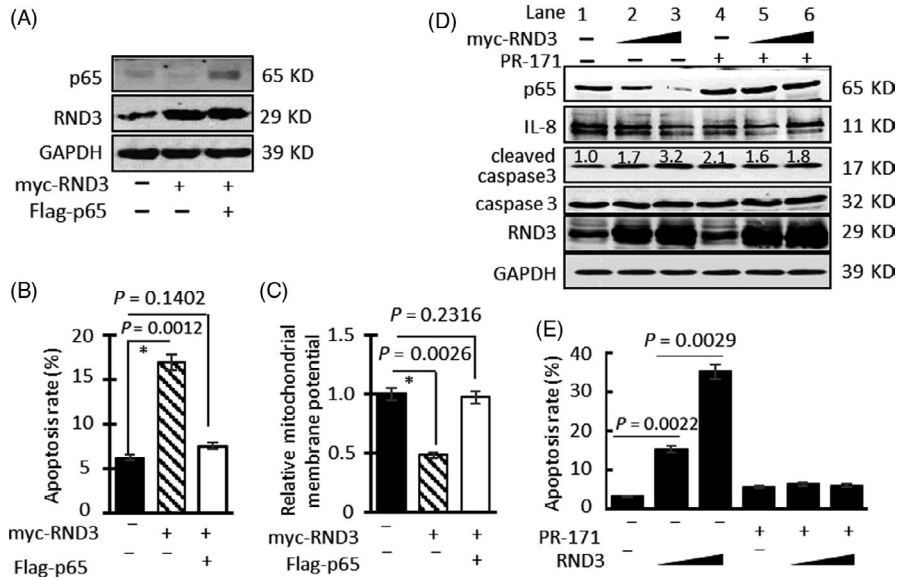 (A)
p65 65 KD
RND3 29 KD
GAPDH 39 KD
myc-RND3 – + +
Flag-p65 – – +
(D)
Lane 1 2 3 4 5 6
myc-RND3 – –
PR-171 – – – + + +
p65 65 KD
IL-8 11 KD
cleaved caspase3 1.0 1.7 3.2 2.1 1.6 1.8 17 KD
caspase 3 32 KD
RND3 29 KD
GAPDH 39 KD
(B)
P = 0.1402
P = 0.0012
*
Apoptosis rate (%)
20
15
10
5
0
myc-RND3 – + +
Flag-p65 – – +
(C)
P = 0.2316
P = 0.0026
*
Relative mitochondrial
membrane potential
1.5
1.0
0.5
0.0
myc-RND3 – + +
Flag-p65 – – +
(E)
P = 0.0029
P = 0.0022
Apoptosis rate (%)
40
30
20
10
0
PR-171 – – – + + +
RND3 – –